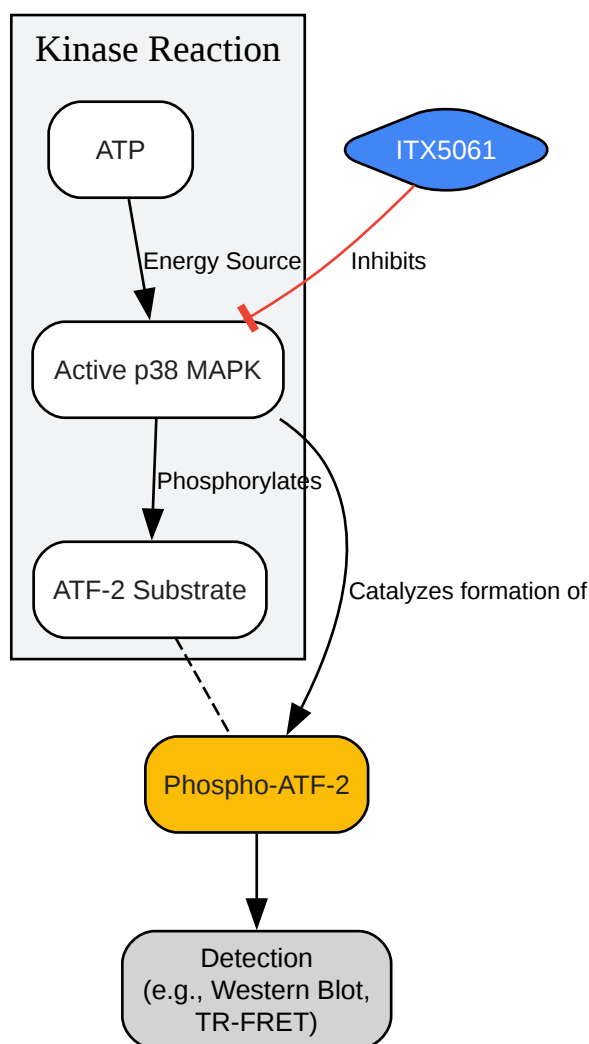 Kinase Reaction
ATP
ITX5061
Energy Source
Inhibits
Active p38 MAPK
Phosphorylates
ATF-2 Substrate
Catalyzes formation of
Phospho-ATF-2
Detection
(e.g., Western Blot,
TR-FRET)